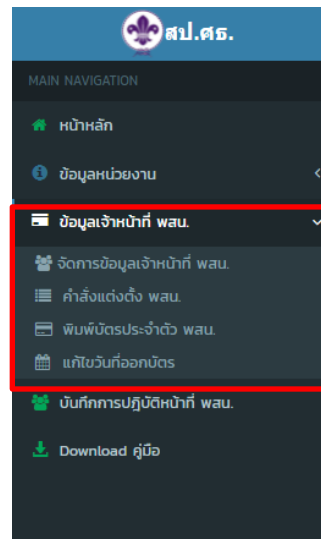 สป.ศธ.
MAIN NAVIGATION
หน้าหลัก
ข้อมูลหน่วยงาน
ข้อมูลเจ้าหน้าที่ พสน.
จัดการข้อมูลเจ้าหน้าที่ พสน.
คำสั่งแต่งตั้ง พสน.
พิมพ์บัตรประจำตัว พสน.
แก้ไขวันที่ออกบัตร
บันทึกการปฎิบัติหน้าที่ พสน.
Download คู่มือ